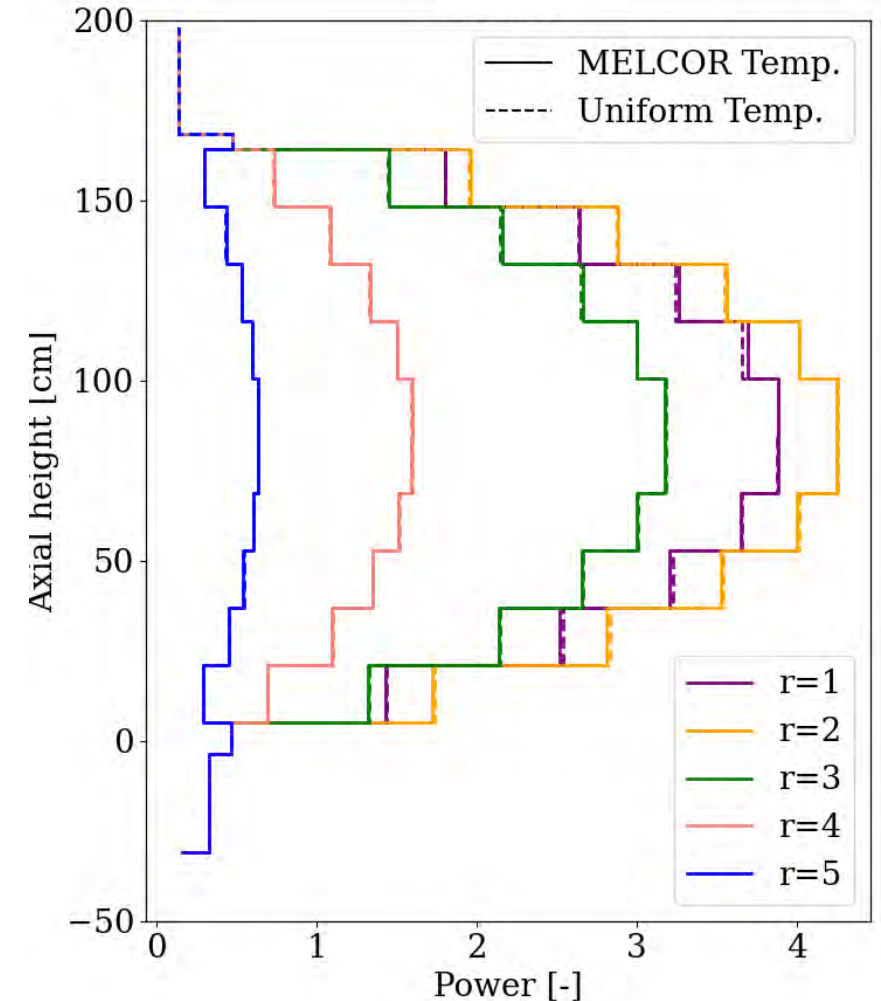 200
MELCOR Temp.
Uniform Temp.
150
100
Axial height [cm]
50
r=1
r=2
0
r=3
r=4
r=5
−50
0 1 2 3 4
Power [-]